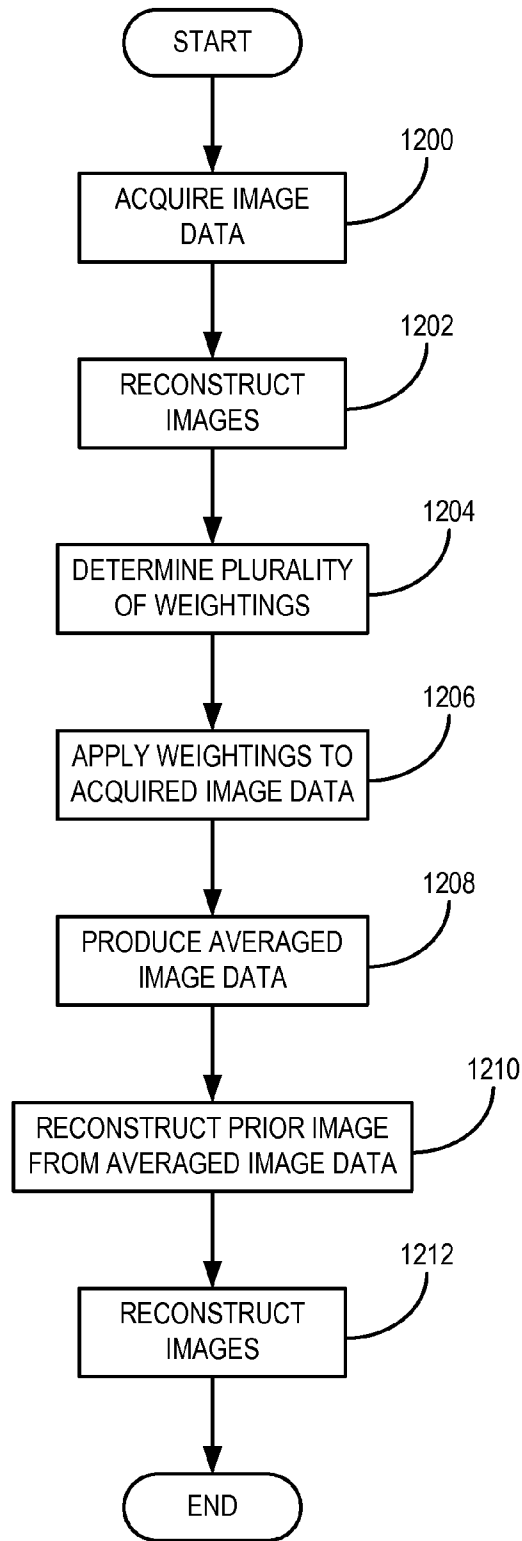 START
1200
ACQUIRE IMAGE
DATA
1202
RECONSTRUCT
IMAGES
1204
DETERMINE PLURALITY
OF WEIGHTINGS
1206
APPLY WEIGHTINGS TO
ACQUIRED IMAGE DATA
1208
PRODUCE AVERAGED
IMAGE DATA
1210
RECONSTRUCT PRIOR IMAGE
FROM AVERAGED IMAGE DATA
1212
RECONSTRUCT
IMAGES
END